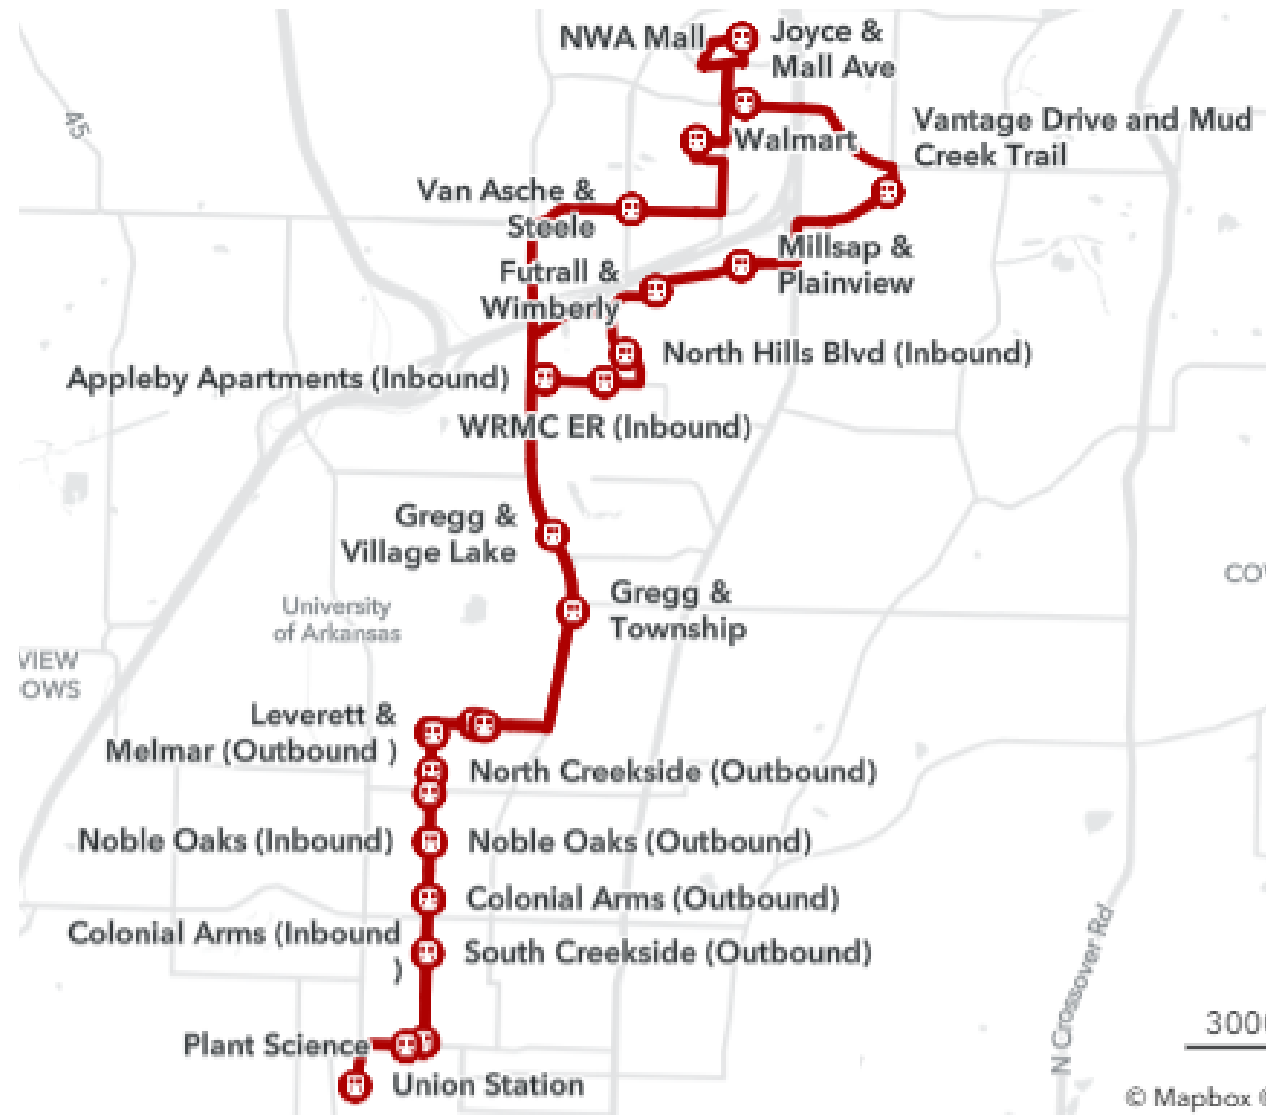 NWA Mall
Joyce &
Mall Ave
45
Vantage Drive and Mud
Creek Trail
Walmart
Van Asche &
Steele
Millsap &
Plainview
Futrall &
Wimberly
North Hills Blvd (Inbound)
Appleby Apartments (Inbound)
WRMC ER (Inbound)
Gregg &
Village Lake
Gregg &
Township
University
of Arkansas
VIEW
OWS
Leverett &
Melmar (Outbound )
North Creekside (Outbound)
Noble Oaks (Inbound)
Noble Oaks (Outbound)
Colonial Arms (Outbound)
Colonial Arms (Inbound
)
South Creekside (Outbound)
N Crossover Rd
Plant Science
Union Station
© Mapbox